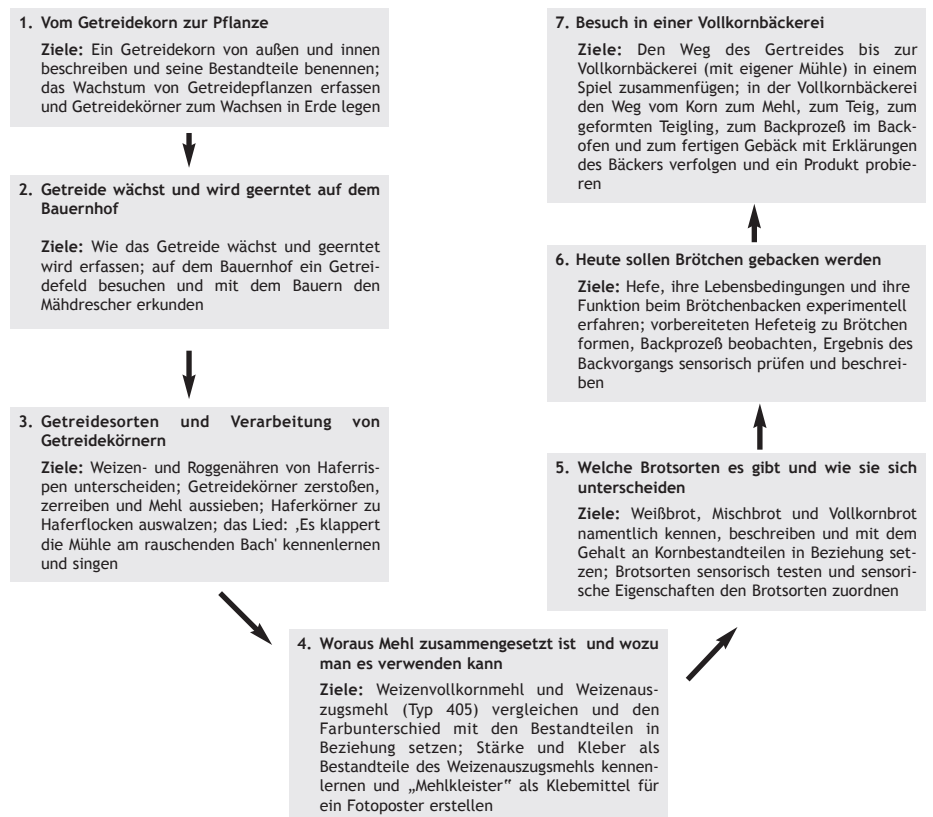 1. Vom Getreidekorn zur Pflanze
Ziele: Ein Getreidekorn von außen und innen
beschreiben und seine Bestandteile benennen;
das Wachstum von Getreidepflanzen erfassen
und Getreidekörner zum Wachsen in Erde legen
2. Getreide wächst und wird geerntet auf dem
Bauernhof
Ziele: Wie das Getreide wächst und geerntet
wird erfassen; auf dem Bauernhof ein Getrei-
defeld besuchen und mit dem Bauern den
Mähdrescher erkunden
3. Getreidesorten und Verarbeitung von
Getreidekörnern
Ziele: Weizen- und Roggenähren von Haferris-
pen unterscheiden; Getreidekörner zerstoßen,
zerreiben und Mehl aussieben; Haferkörner zu
Haferflocken auswalzen; das Lied: ‚Es klappert
die Mühle am rauschenden Bach' kennenlernen
und singen
4. Woraus Mehl zusammengesetzt ist und wozu
man es verwenden kann
Ziele: Weizenvollkornmehl und Weizenaus-
zugsmehl (Typ 405) vergleichen und den
Farbunterschied mit den Bestandteilen in
Beziehung setzen; Stärke und Kleber als
Bestandteile des Weizenauszugsmehls kennen-
lernen und „Mehlkleister" als Klebemittel für
ein Fotoposter erstellen
5. Welche Brotsorten es gibt und wie sie sich
unterscheiden
Ziele: Weißbrot, Mischbrot und Vollkornbrot
namentlich kennen, beschreiben und mit dem
Gehalt an Kornbestandteilen in Beziehung set-
zen; Brotsorten sensorisch testen und sensori-
sche Eigenschaften den Brotsorten zuordnen
6. Heute sollen Brötchen gebacken werden
Ziele: Hefe, ihre Lebensbedingungen und ihre
Funktion beim Brötchenbacken experimentell
erfahren; vorbereiteten Hefeteig zu Brötchen
formen, Backprozeß beobachten, Ergebnis des
Backvorgangs sensorisch prüfen und beschrei-
ben
7. Besuch in einer Vollkornbäckerei
Ziele: Den Weg des Gertreides bis zur
Vollkornbäckerei (mit eigener Mühle) in einem
Spiel zusammenfügen; in der Vollkornbäckerei
den Weg vom Korn zum Mehl, zum Teig, zum
geformten Teigling, zum Backprozeß im Back-
ofen und zum fertigen Gebäck mit Erklärungen
des Bäckers verfolgen und ein Produkt probie-
ren